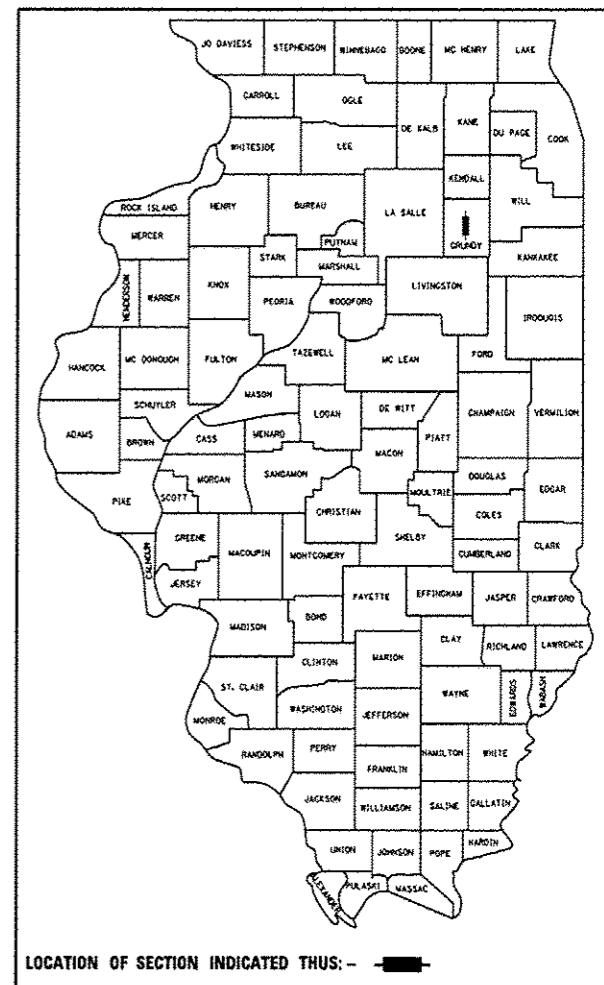 JO DAVIESS STEPHENSON WINNEBAGO BOONE MC HENRY LAKE
CARROLL OGLE DE KALB KANE DU PAGE COOK
WHITESIDE LEE KENDALL WILL
ROCK ISLAND HENRY BUREAU LA SALLE GRUNDY
MERCER STARK PUTNAM MARSHALL KANKAKEE
HENDERSON WARREN KNOX PEORIA WOODFORD LIVINGSTON IROQUOIS
HANCOCK MC DONOUGH FULTON TAZEWELL MC LEAN FORD
SCHUYLER MASON LOGAN DE WITT CHAMPAIGN VERMILION
ADAMS BROWN CASS MENARD MACON PIATT
PIKE SCOTT MORGAN SANGAMON CHRISTIAN MOULTRIE DOUGLAS COLES EDGAR
CALHOUN GREENE MACOUPIN MONTGOMERY SHELBY CUMBERLAND CLARK
JERSEY FAYETTE EFFINGHAM JASPER CRAWFORD
MADISON BOND CLAY RICHLAND LAWRENCE
CLINTON MARION WAYNE EDWARDS WABASH
ST. CLAIR WASHINGTON JEFFERSON
MONROE RANDOLPH PERRY HAMILTON WHITE
FRANKLIN
JACKSON WILLIAMSON SALINE GALLATIN
UNION JOHNSON POPE HARDIN
ALEXANDER PULASKI MASSAC
LOCATION OF SECTION INDICATED THUS: -